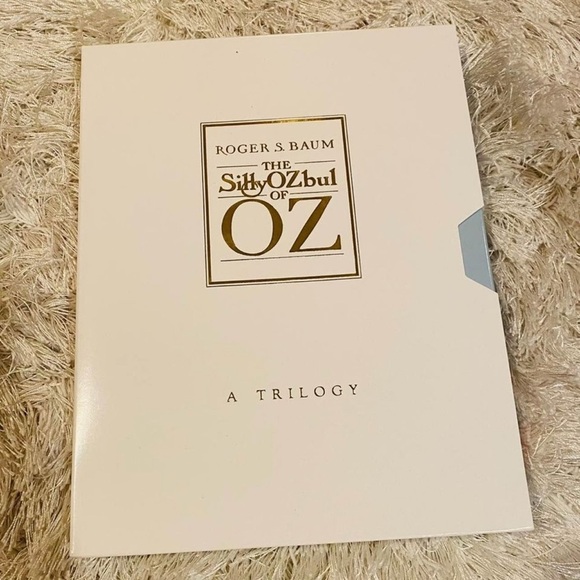 ROGER S. BAUM
THE
SillyOZbul
OF
OZ
A TRILOGY